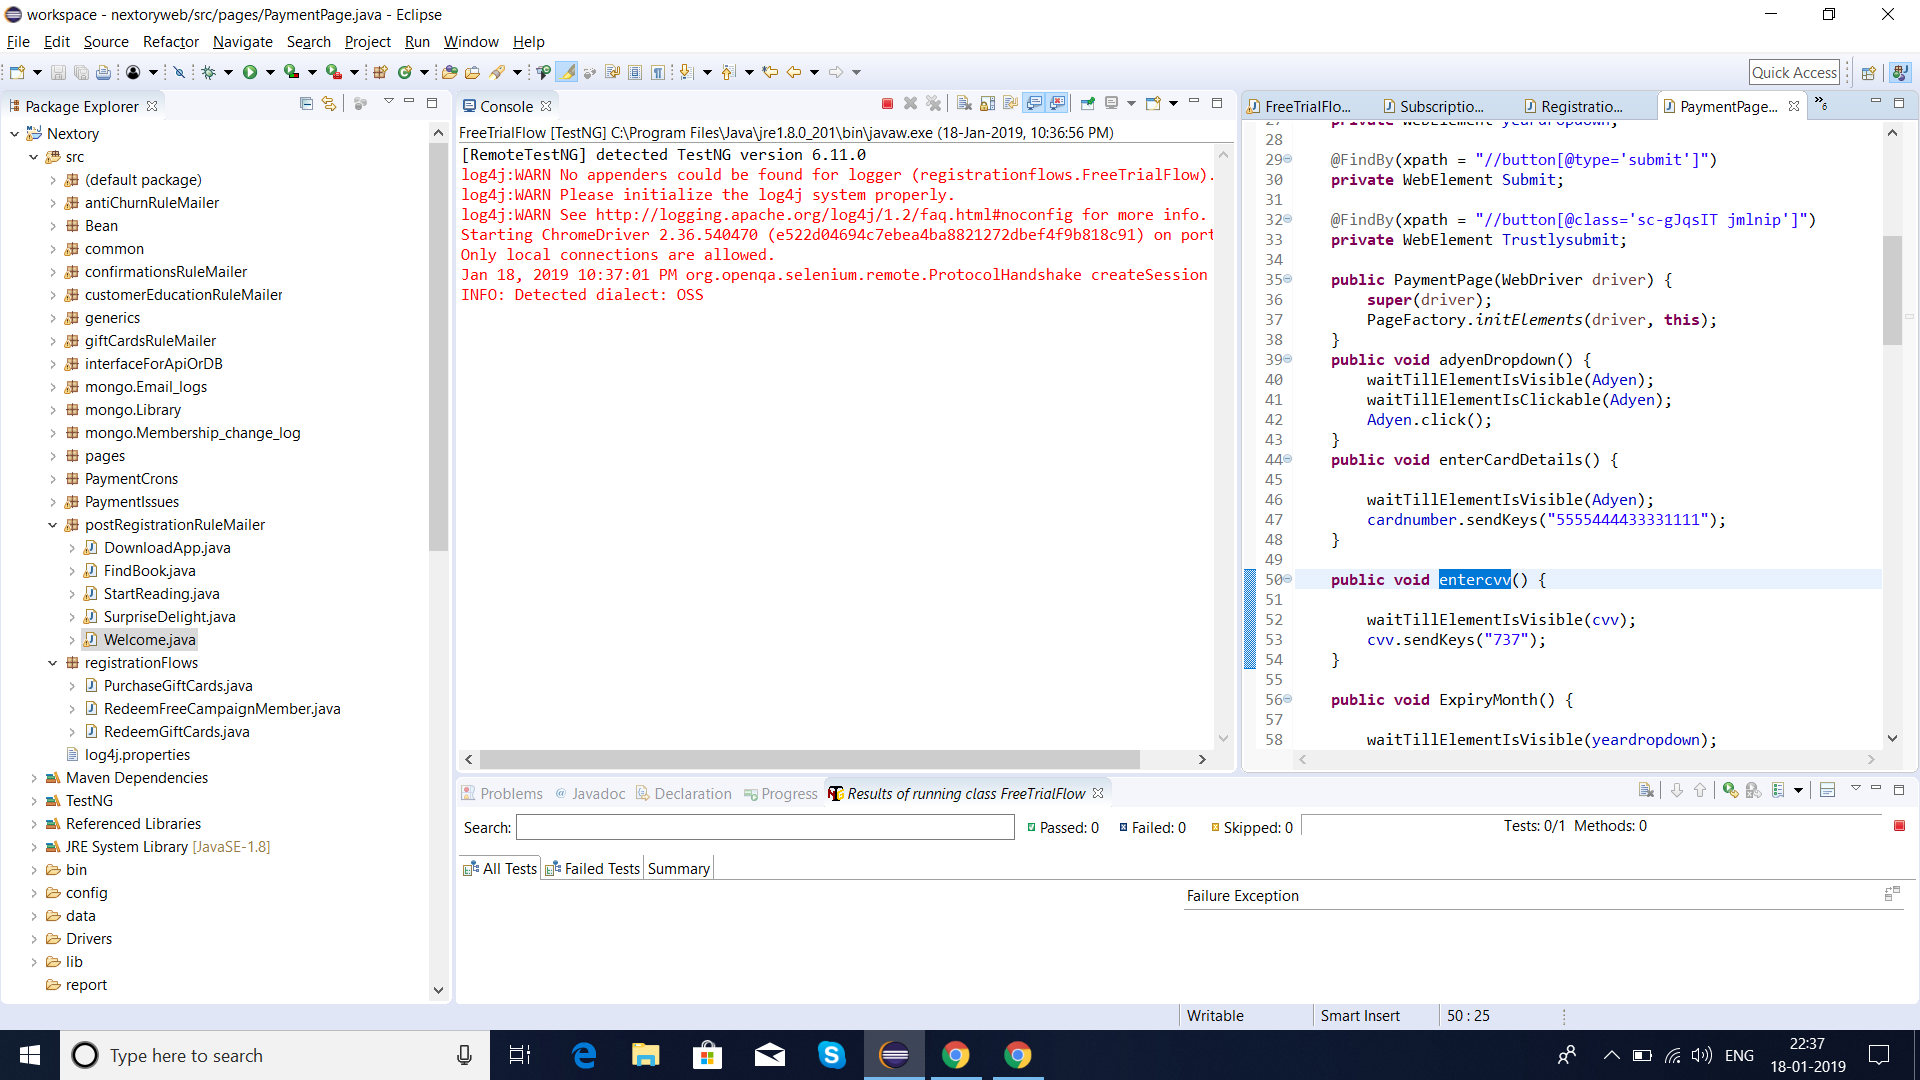 workspace - nextoryweb/src/pages/PaymentPage.java - Eclipse
File Edit Source Refactor Navigate Search Project Run Window Help
Quick Access
Package Explorer
Nextory
src
(default package)
antiChurnRuleMailer
Bean
common
confirmationsRuleMailer
customerEducationRuleMailer
generics
giftCardsRuleMailer
interfaceForApiOrDB
mongo.Email_logs
mongo.Library
mongo.Membership_change_log
pages
PaymentCrons
PaymentIssues
postRegistrationRuleMailer
DownloadApp.java
FindBook.java
StartReading.java
SurpriseDelight.java
Welcome.java
registrationFlows
PurchaseGiftCards.java
RedeemFreeCampaignMember.java
RedeemGiftCards.java
log4j.properties
Maven Dependencies
TestNG
Referenced Libraries
JRE System Library [JavaSE-1.8]
bin
config
data
Drivers
lib
report
Console
FreeTrialFlow [TestNG] C:\Program Files\Java\jre1.8.0_201\bin\javaw.exe (18-Jan-2019, 10:36:56 PM)
[RemoteTestNG] detected TestNG version 6.11.0
log4j:WARN No appenders could be found for logger (registrationflows.FreeTrialFlow).
log4j:WARN Please initialize the log4j system properly.
log4j:WARN See http://logging.apache.org/log4j/1.2/faq.html#noconfig for more info.
Starting ChromeDriver 2.36.540470 (e522d04694c7ebea4ba8821272dbef4f9b818c91) on port
Only local connections are allowed.
Jan 18, 2019 10:37:01 PM org.openqa.selenium.remote.ProtocolHandshake createSession
INFO: Detected dialect: OSS
FreeTrialFlo... Subscriptio... Registratio... PaymentPage... »6
27 private WebElement yeardropdown;
28
29 @FindBy(xpath = "//button[@type='submit']")
30 private WebElement Submit;
31
32 @FindBy(xpath = "//button[@class='sc-gJqsIT jmlnip']")
33 private WebElement Trustlysubmit;
34
35 public PaymentPage(WebDriver driver) {
36 super(driver);
37 PageFactory.initElements(driver, this);
38 }
39 public void adyenDropdown() {
40 waitTillElementIsVisible(Adyen);
41 waitTillElementIsClickable(Adyen);
42 Adyen.click();
43 }
44 public void enterCardDetails() {
45
46 waitTillElementIsVisible(Adyen);
47 cardnumber.sendKeys("5555444433331111");
48 }
49
50 public void entercvv() {
51
52 waitTillElementIsVisible(cvv);
53 cvv.sendKeys("737");
54 }
55
56 public void ExpiryMonth() {
57
58 waitTillElementIsVisible(yeardropdown);
Problems Javadoc Declaration Progress Results of running class FreeTrialFlow
Search: Passed: 0 Failed: 0 Skipped: 0 Tests: 0/1 Methods: 0
All Tests Failed Tests Summary
Failure Exception
Writable Smart Insert 50 : 25
Type here to search
ENG
22:37
18-01-2019